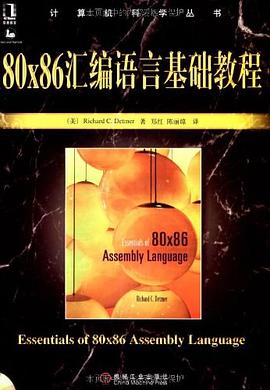 计算机科学丛书
80x86汇编语言基础教程
(美) Richard C. Detmer 著 郑红 陈丽琼 译
Essentials of 80x86
Assembly Language
Richard C. Detmer
Essentials of 80x86 Assembly Language
机械工业出版社
China Machine Press